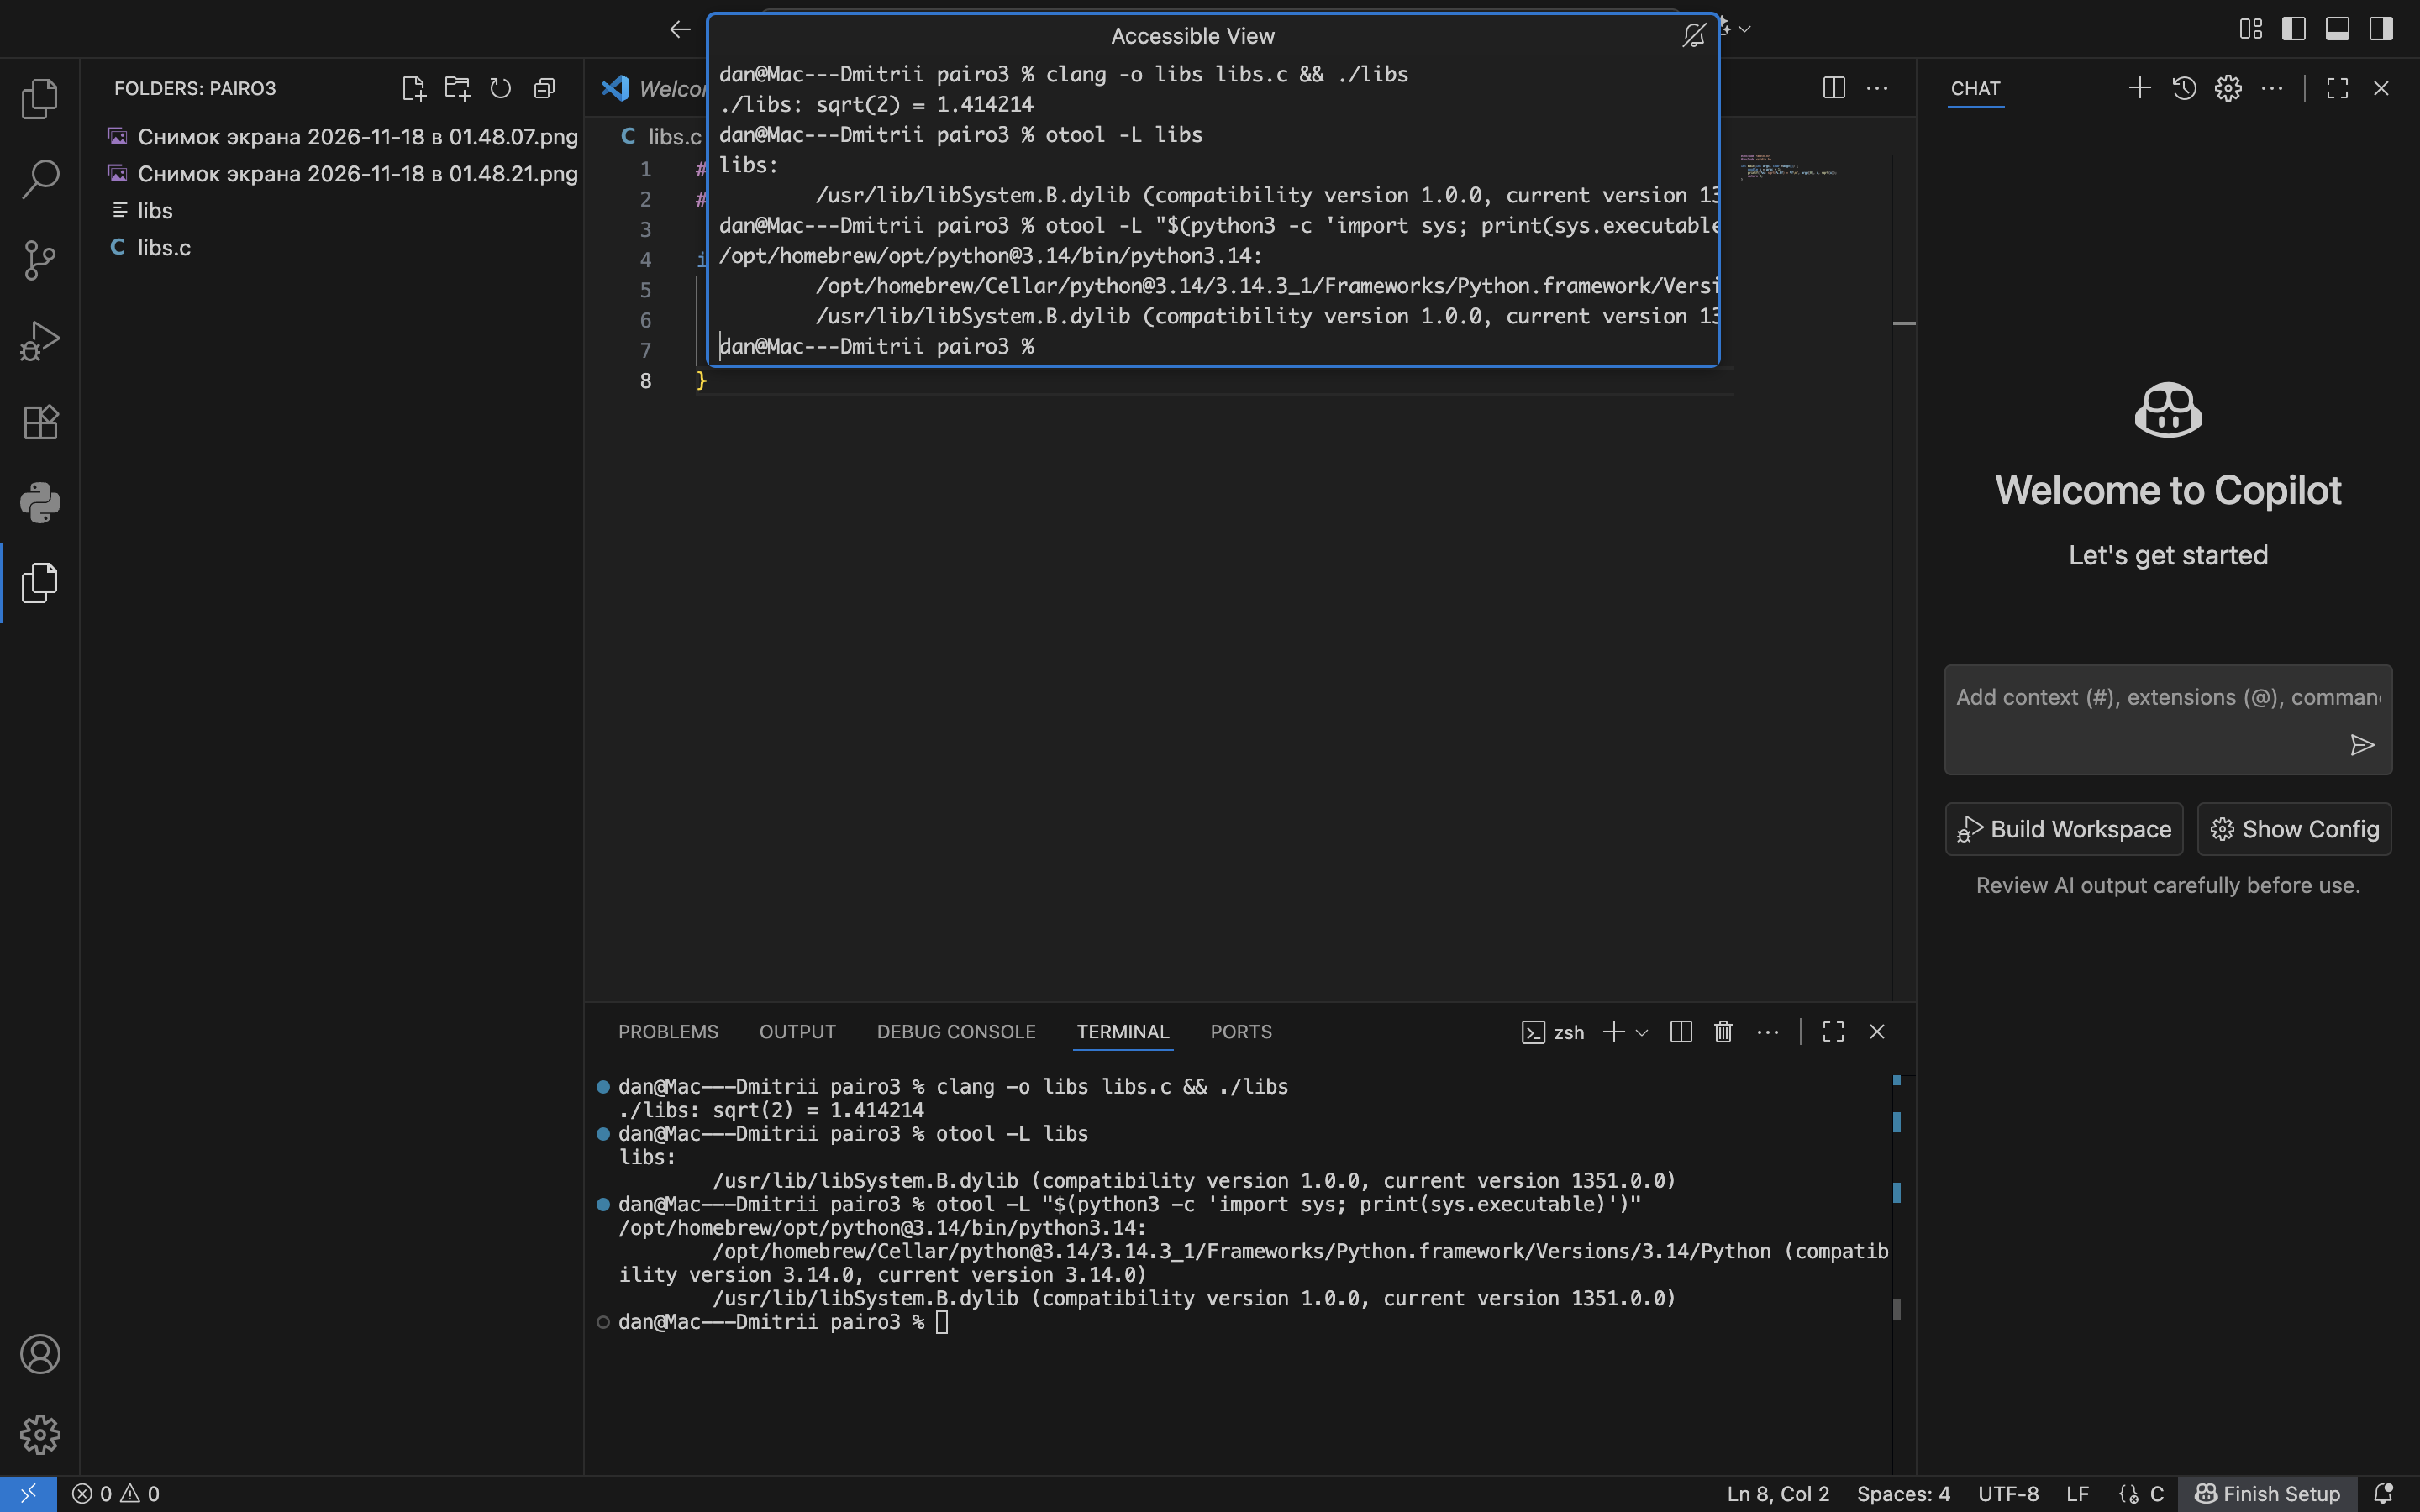 Accessible View
dan@Mac---Dmitrii pairo3 % clang -o libs libs.c && ./libs
./libs: sqrt(2) = 1.414214
dan@Mac---Dmitrii pairo3 % otool -L libs
libs:
/usr/lib/libSystem.B.dylib (compatibility version 1.0.0, current version 13
dan@Mac---Dmitrii pairo3 % otool -L "$(python3 -c 'import sys; print(sys.executable
/opt/homebrew/opt/python@3.14/bin/python3.14:
/opt/homebrew/Cellar/python@3.14/3.14.3_1/Frameworks/Python.framework/Versi
/usr/lib/libSystem.B.dylib (compatibility version 1.0.0, current version 13
dan@Mac---Dmitrii pairo3 %
FOLDERS: PAIRO3
Снимок экрана 2026-11-18 в 01.48.07.png
Снимок экрана 2026-11-18 в 01.48.21.png
libs
C libs.c
Welcom
C libs.c
1 #
2 #
3
4 i
5
6
7
8 }
CHAT
Welcome to Copilot
Let's get started
Add context (#), extensions (@), comman
Build Workspace
Show Config
Review AI output carefully before use.
PROBLEMS OUTPUT DEBUG CONSOLE TERMINAL PORTS
zsh
dan@Mac---Dmitrii pairo3 % clang -o libs libs.c && ./libs
./libs: sqrt(2) = 1.414214
dan@Mac---Dmitrii pairo3 % otool -L libs
libs:
/usr/lib/libSystem.B.dylib (compatibility version 1.0.0, current version 1351.0.0)
dan@Mac---Dmitrii pairo3 % otool -L "$(python3 -c 'import sys; print(sys.executable)')"
/opt/homebrew/opt/python@3.14/bin/python3.14:
/opt/homebrew/Cellar/python@3.14/3.14.3_1/Frameworks/Python.framework/Versions/3.14/Python (compatib
ility version 3.14.0, current version 3.14.0)
/usr/lib/libSystem.B.dylib (compatibility version 1.0.0, current version 1351.0.0)
dan@Mac---Dmitrii pairo3 %
0 0
Ln 8, Col 2 Spaces: 4 UTF-8 LF C Finish Setup